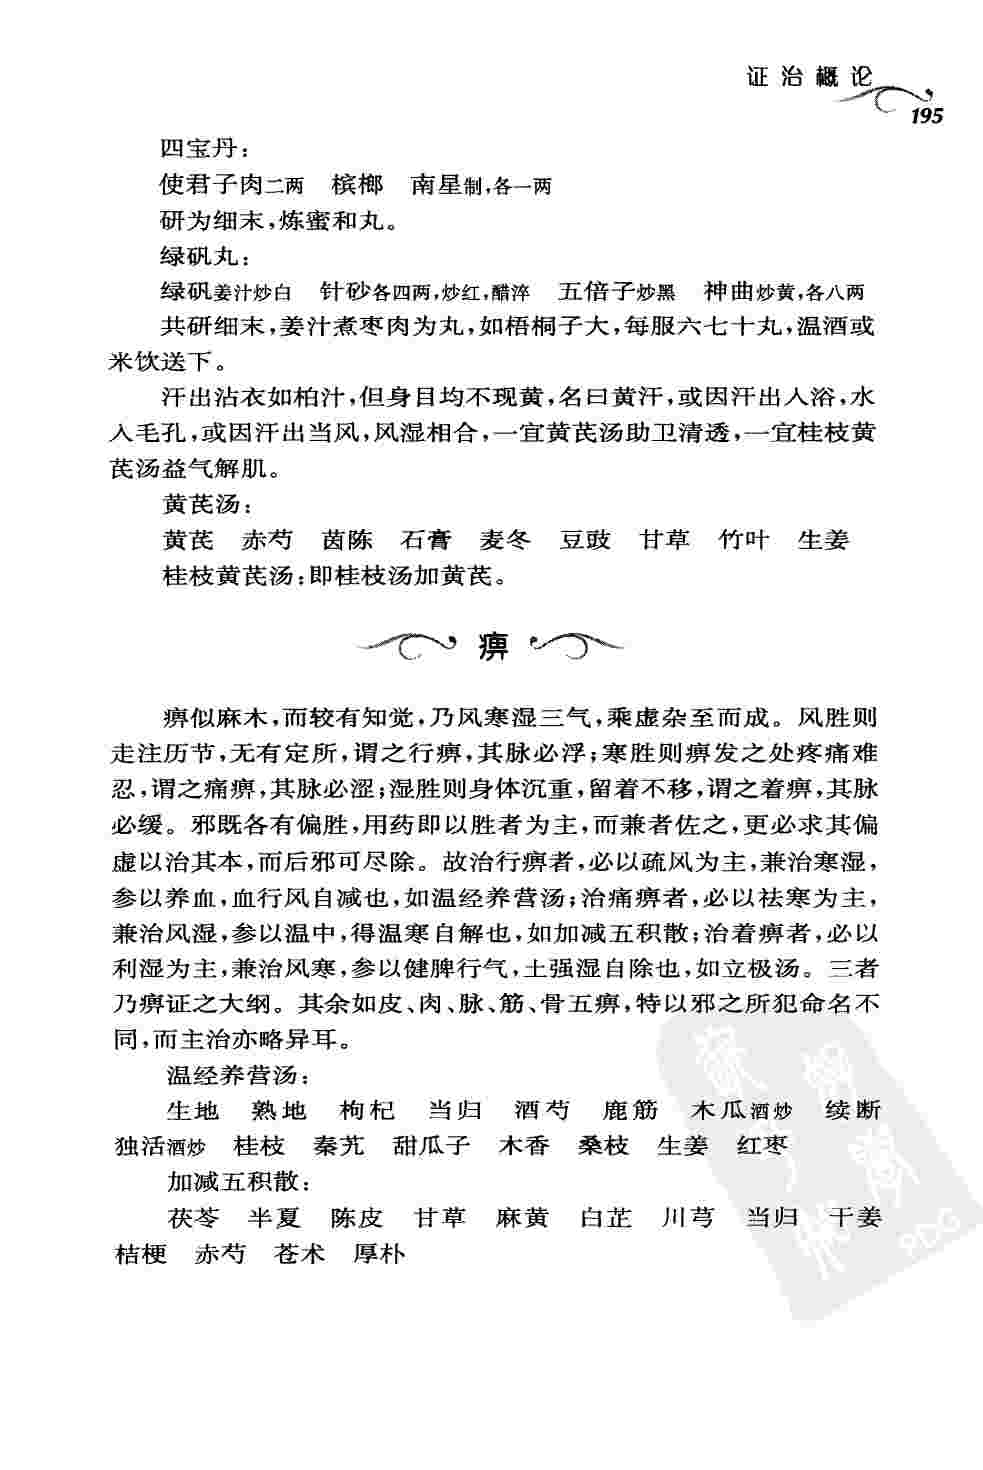 证治概论
195
四宝丹：
使君子肉二两　槟榔　南星制，各一两
研为细末，炼蜜和丸。
绿矾丸：
绿矾姜汁炒白　针砂各四两，炒红，醋淬　五倍子炒黑　神曲炒黄，各八两
共研细末，姜汁煮枣肉为丸，如梧桐子大，每服六七十丸，温酒或
米饮送下。
汗出沾衣如柏汁，但身目均不现黄，名曰黄汗，或因汗出入浴，水
入毛孔，或因汗出当风，风湿相合，一宜黄芪汤助卫清透，一宜桂枝黄
芪汤益气解肌。
黄芪汤：
黄芪　赤芍　茵陈　石膏　麦冬　豆豉　甘草　竹叶　生姜
桂枝黄芪汤：即桂枝汤加黄芪。
痹
痹似麻木，而较有知觉，乃风寒湿三气，乘虚杂至而成。风胜则
走注历节，无有定所，谓之行痹，其脉必浮；寒胜则痹发之处疼痛难
忍，谓之痛痹，其脉必涩；湿胜则身体沉重，留着不移，谓之着痹，其脉
必缓。邪既各有偏胜，用药即以胜者为主，而兼者佐之，更必求其偏
虚以治其本，而后邪可尽除。故治行痹者，必以疏风为主，兼治寒湿，
参以养血，血行风自减也，如温经养营汤；治痛痹者，必以祛寒为主，
兼治风湿，参以温中，得温寒自解也，如加减五积散；治着痹者，必以
利湿为主，兼治风寒，参以健脾行气，土强湿自除也，如立极汤。三者
乃痹证之大纲。其余如皮、肉、脉、筋、骨五痹，特以邪之所犯命名不
同，而主治亦略异耳。
温经养营汤：
生地　熟地　枸杞　当归　酒芍　鹿筋　木瓜酒炒　续断
独活酒炒　桂枝　秦艽　甜瓜子　木香　桑枝　生姜　红枣
加减五积散：
茯苓　半夏　陈皮　甘草　麻黄　白芷　川芎　当归　干姜
桔梗　赤芍　苍术　厚朴
PDG